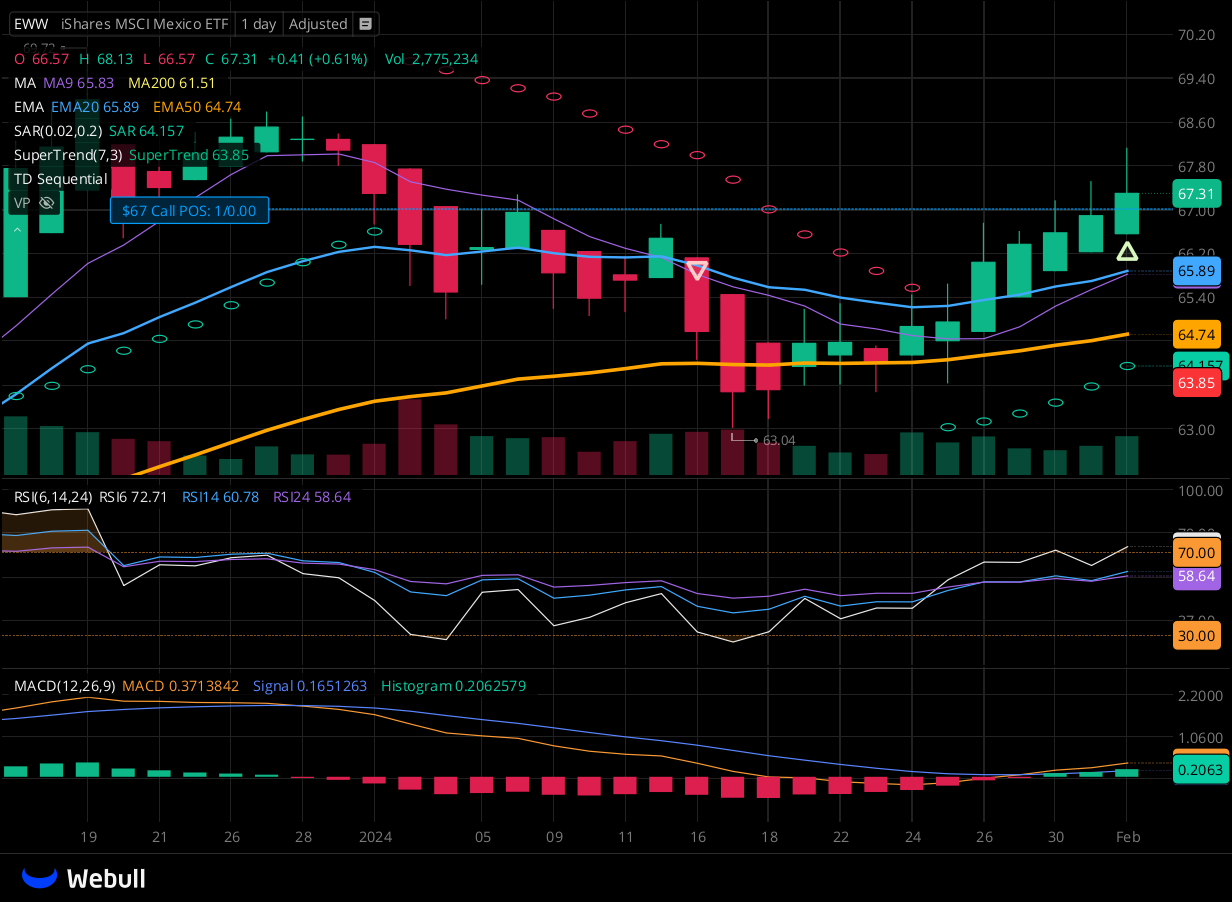 EWW iShares MSCI Mexico ETF 1 day Adjusted
O 66.57 H 68.13 L 66.57 C 67.31 +0.41 (+0.61%) Vol 2,775,234
MA MA9 65.83 MA200 61.51
EMA EMA20 65.89 EMA50 64.74
SAR(0.02,0.2) SAR 64.157
SuperTrend(7,3) SuperTrend 63.85
TD Sequential
VP
$67 Call POS: 1/0.00
63.04
70.20
69.40
68.60
67.80
67.31
67.00
66.20
65.89
65.40
64.74
64.157
63.85
63.00
RSI(6,14,24) RSI6 72.71 RSI14 60.78 RSI24 58.64
100.00
70.00
58.64
30.00
MACD(12,26,9) MACD 0.3713842 Signal 0.1651263 Histogram 0.2062579
2.2000
1.0600
0.2063
19 21 26 28 2024 05 09 11 16 18 22 24 26 30 Feb
Webull